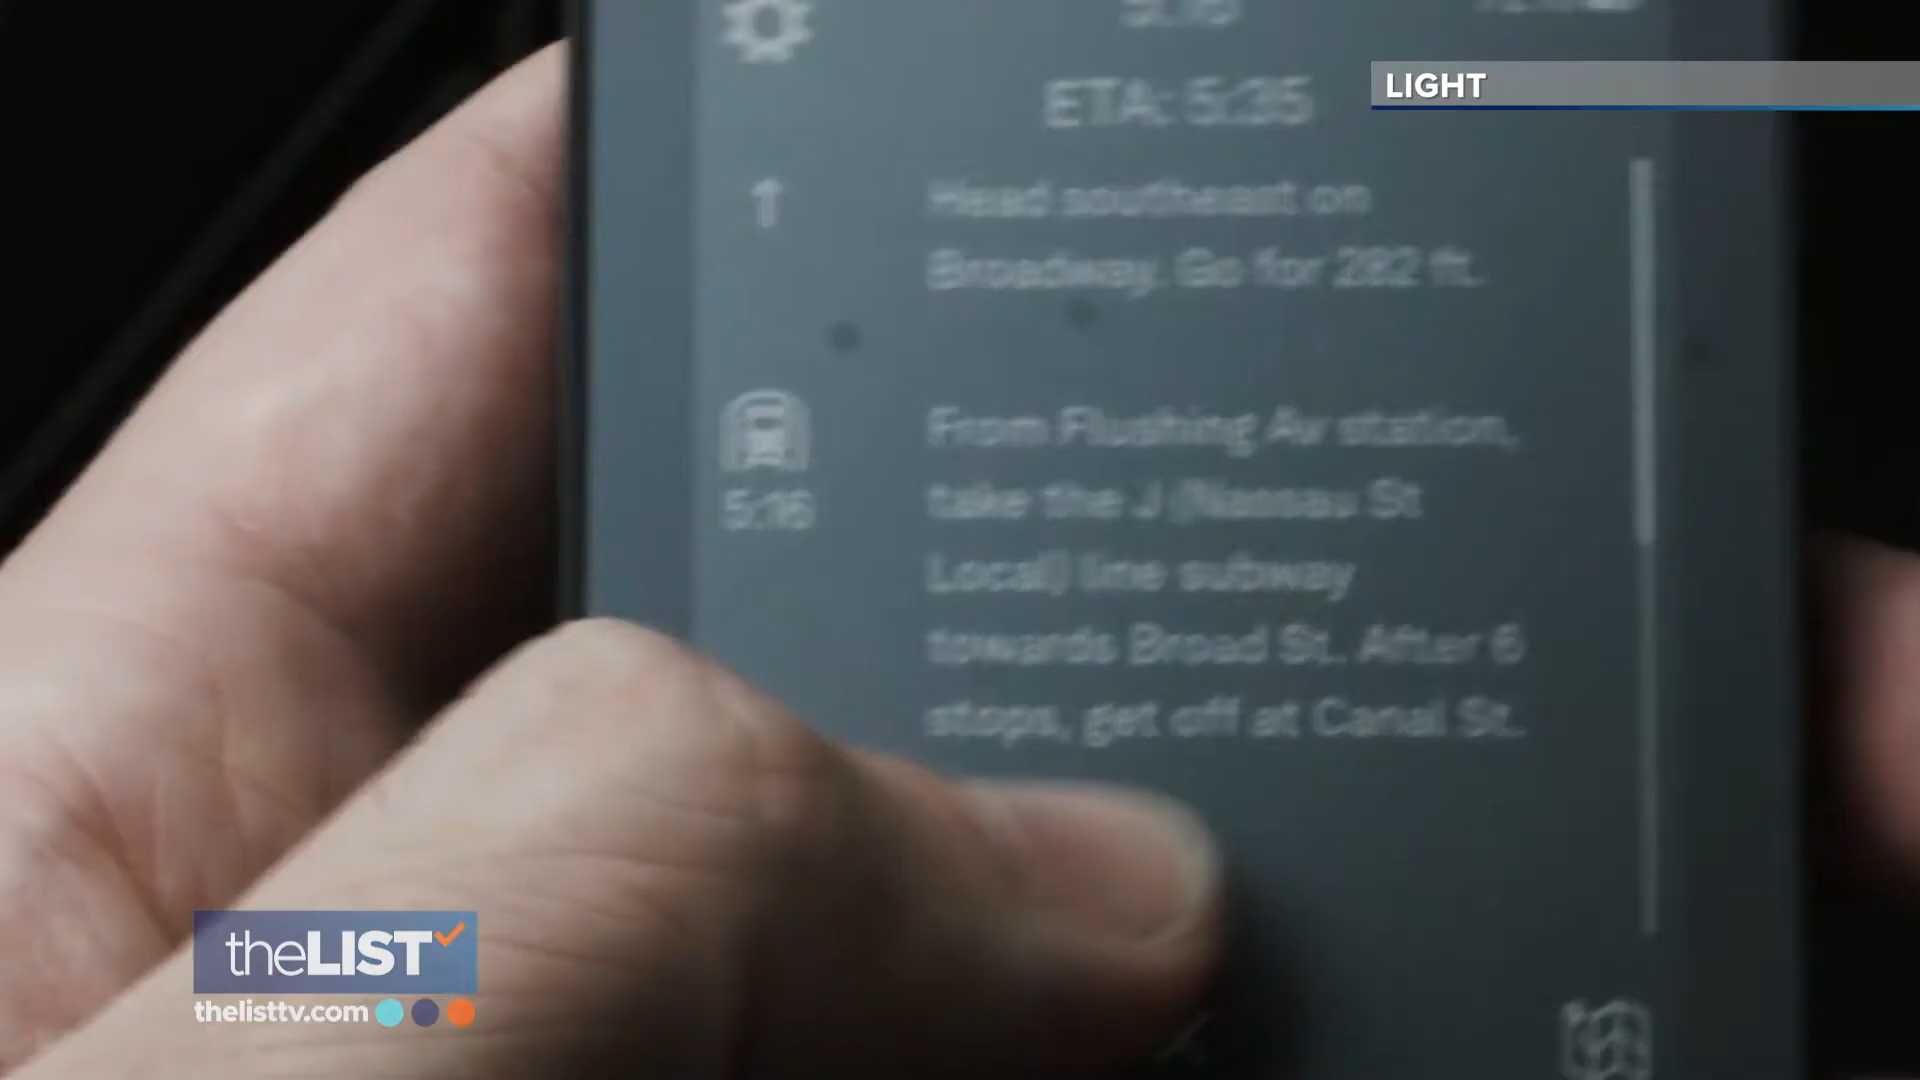 LIGHT
ETA: 5:35
Head southeast on
Broadway. Go for 282 ft.
5:16
From Flushing Av station,
take the J (Nassau St
Local) line subway
towards Broad St. After 6
stops, get off at Canal St.
theLIST
thelisttv.com